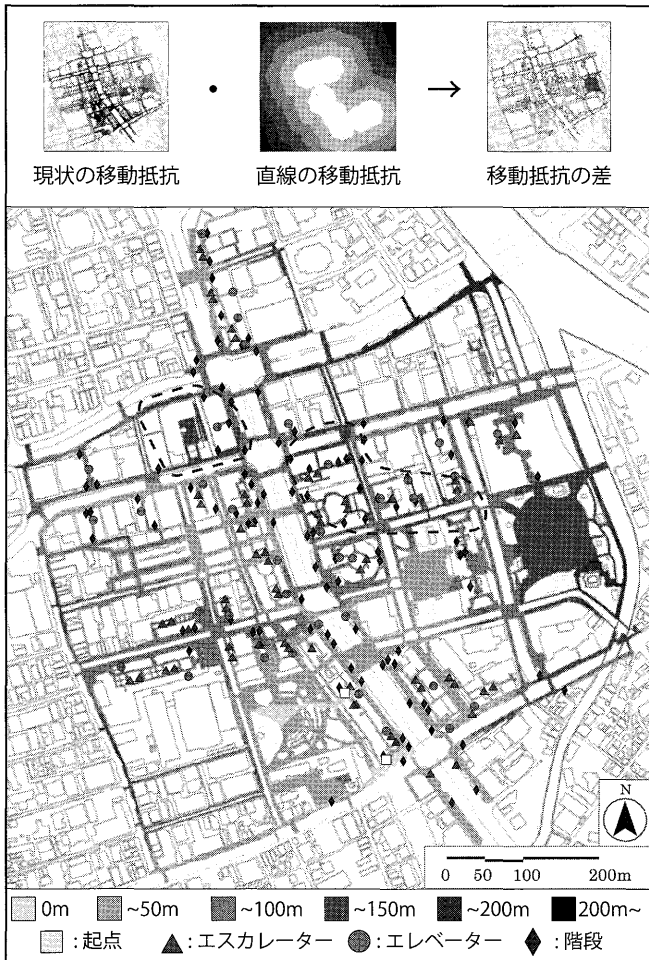 現状の移動抵抗 直線の移動抵抗 移動抵抗の差
N
0 50 100 200m
0m ~50m ~100m ~150m ~200m 200m~
:起点 :エスカレーター :エレベーター :階段